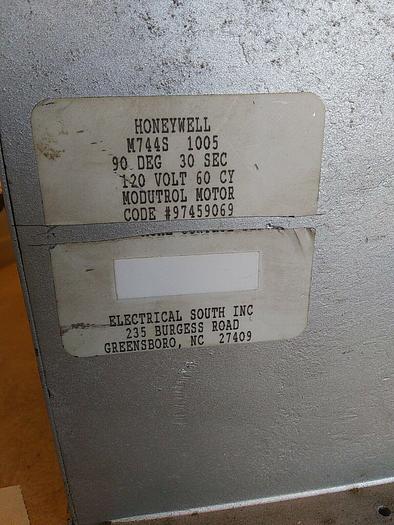 HONEYWELL
M744S 1005
90 DEG 30 SEC
120 VOLT 60 CY
MODUTROL MOTOR
CODE #97459069
ELECTRICAL SOUTH INC
235 BURGESS ROAD
GREENSBORO, NC 27409